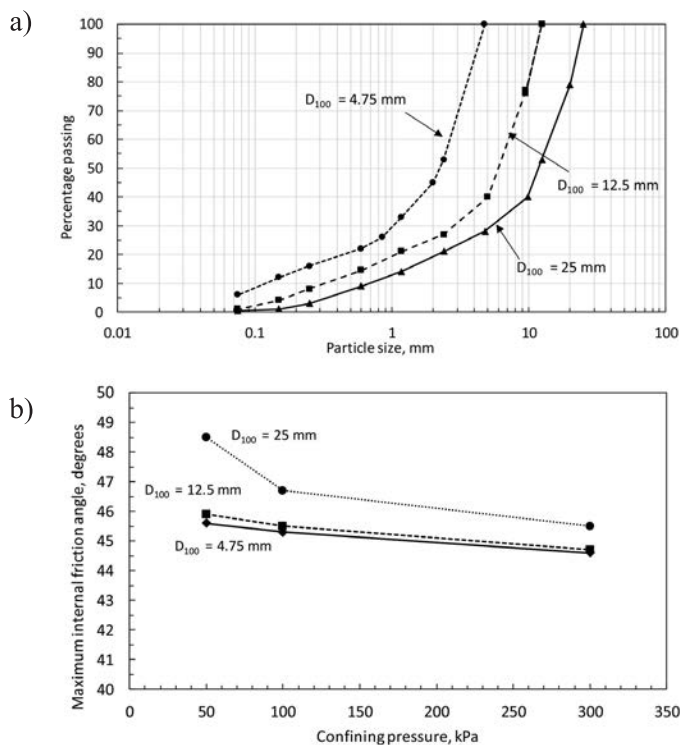 a)
100
90
80
70
60
50
40
30
20
10
0
Percentage passing
D100 = 4.75 mm
D100 = 12.5 mm
D100 = 25 mm
0.01 0.1 1 10 100
Particle size, mm
b)
50
49
48
47
46
45
44
43
42
41
40
Maximum internal friction angle, degrees
D100 = 25 mm
D100 = 12.5 mm
D100 = 4.75 mm
0 50 100 150 200 250 300 350
Confining pressure, kPa